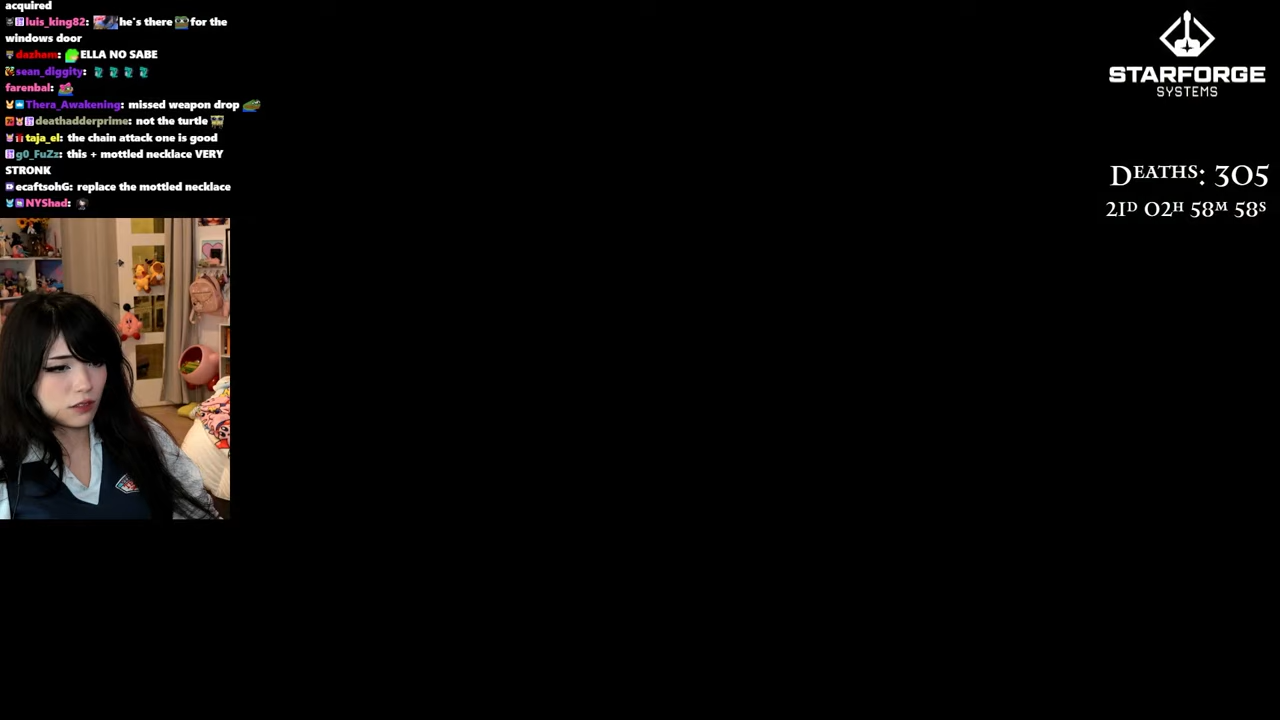 acquired
luis_king82: he's there for the
windows door
dazham: ELLA NO SABE
sean_diggity:
farenbal:
Thera_Awakening: missed weapon drop
deathadderprime: not the turtle
taja_el: the chain attack one is good
g0_FuZz: this + mottled necklace VERY
STRONK
ecaftsohG: replace the mottled necklace
NYShad:
STARFORGE
SYSTEMS
DEATHS: 305
21D 02H 58M 58S